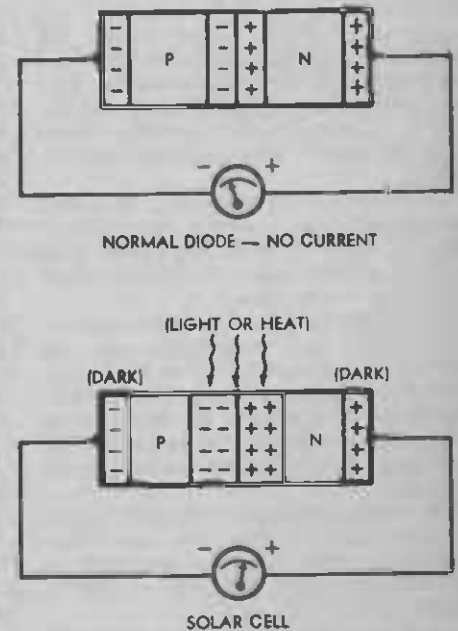 - - +  +
- P - + N +
- - +  +
- - +  +
- +
NORMAL DIODE — NO CURRENT
(LIGHT OR HEAT)
(DARK) (DARK)
- -- ++ +
- P -- ++ N +
- -- ++ +
- -- ++ +
- +
SOLAR CELL